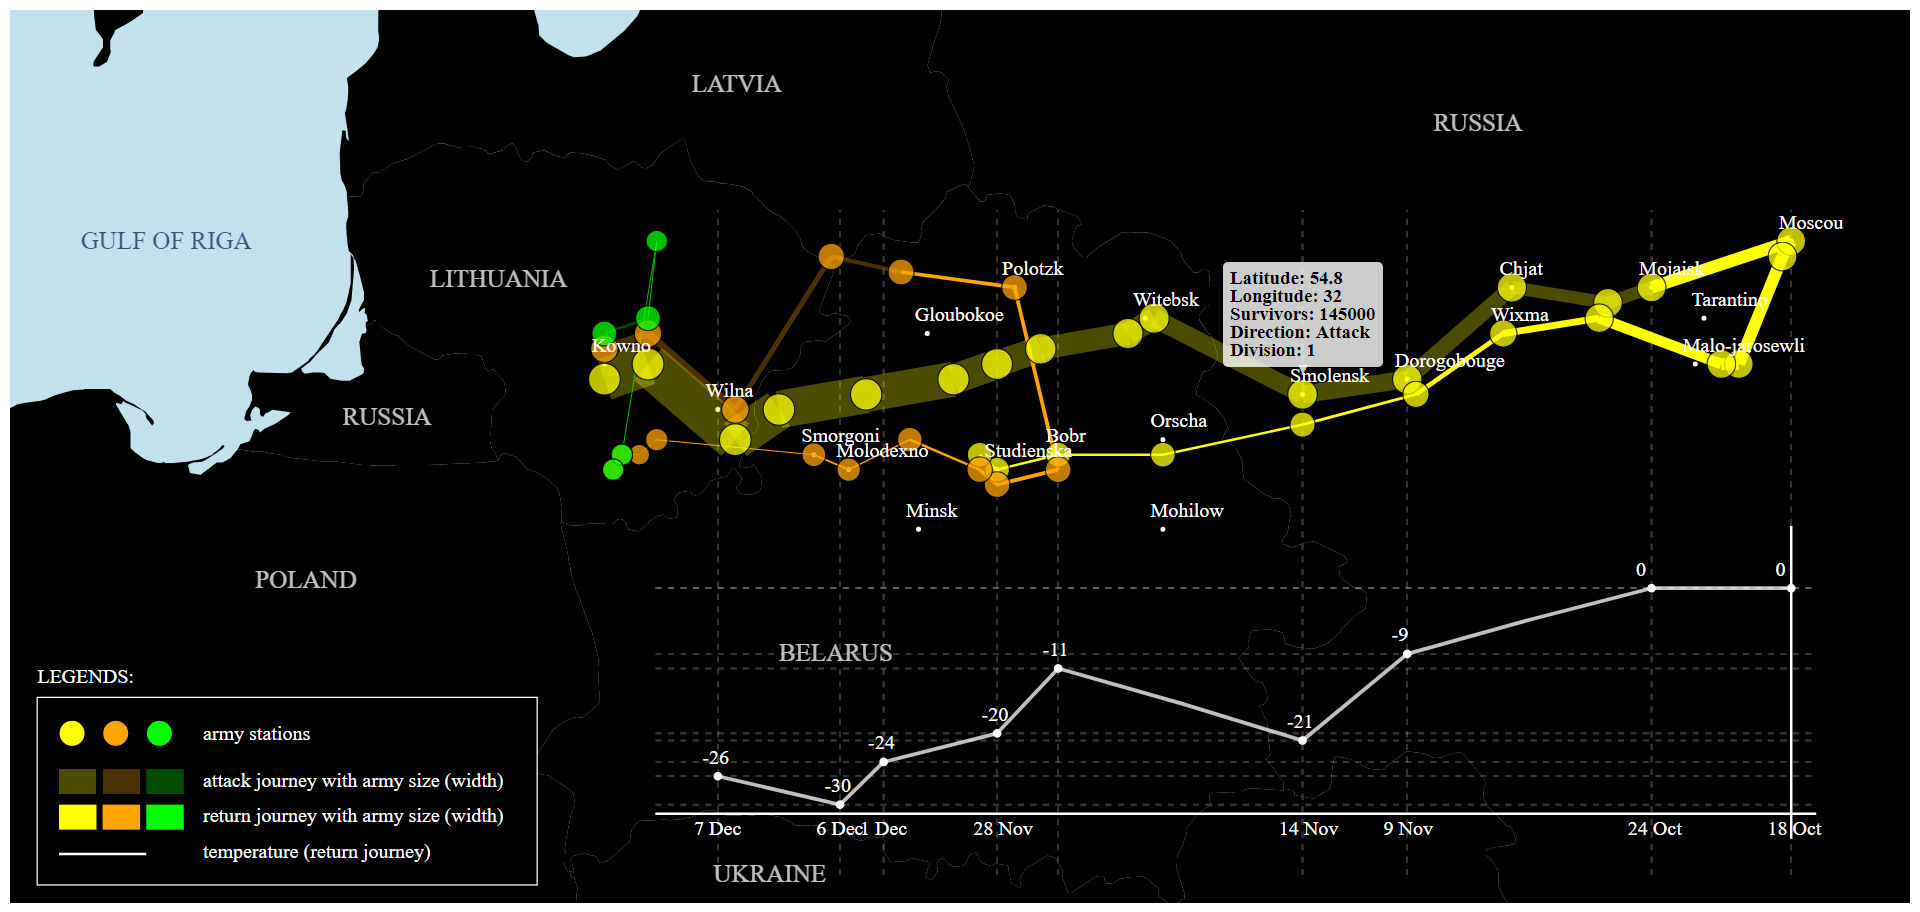 LATVIA
RUSSIA
GULF OF RIGA
LITHUANIA
RUSSIA
POLAND
BELARUS
UKRAINE
Moscou
Polotzk
Chjat
Mojaisk
Witebsk
Tarantino
Gloubokoe
Wixma
Kowno
Malo-jarosewli
Latitude: 54.8
Longitude: 32
Survivors: 145000
Direction: Attack
Division: 1
Dorogobouge
Smolensk
Wilna
Orscha
Smorgoni
Bobr
Molodexno
Studienska
Minsk
Mohilow
0
0
-9
-11
-20
-21
-24
-26
-30
7 Dec
6 Dec
1 Dec
28 Nov
14 Nov
9 Nov
24 Oct
18 Oct
LEGENDS:
army stations
attack journey with army size (width)
return journey with army size (width)
temperature (return journey)